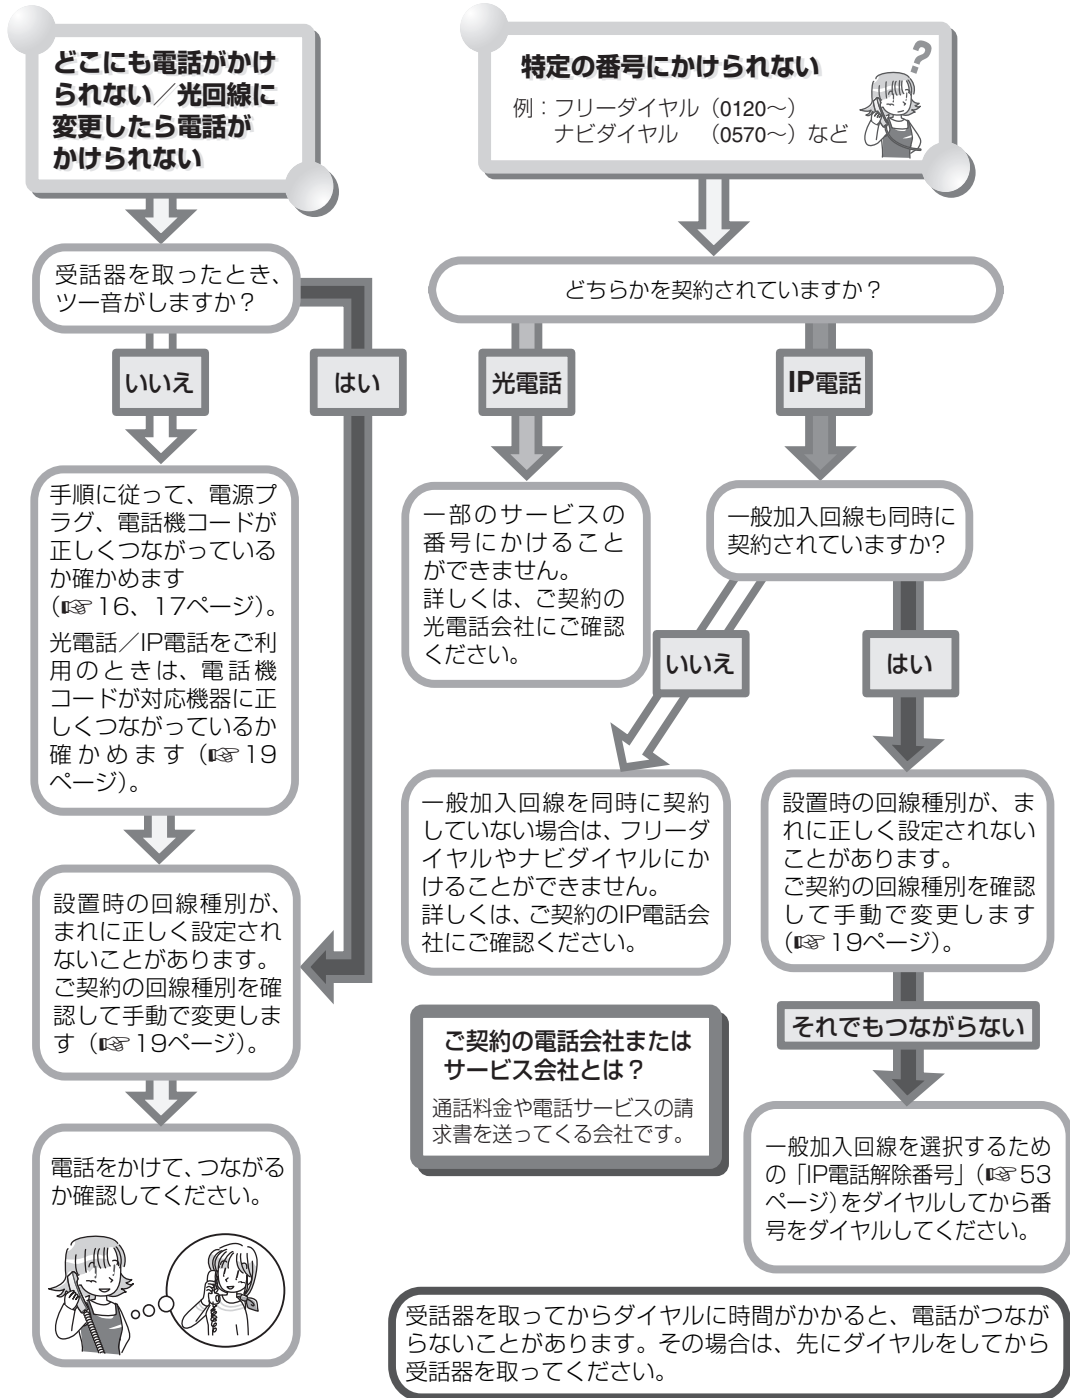 どこにも電話がかけ
られない／光回線に
変更したら電話が
かけられない
受話器を取ったとき、
ツー音がしますか？
いいえ
はい
手順に従って、電源プ
ラグ、電話機コードが
正しくつながっている
か確かめます
（☞16、17ページ）。
光電話／IP電話をご利
用のときは、電話機
コードが対応機器に正
しくつながっているか
確かめます（☞19
ページ）。
設置時の回線種別が、
まれに正しく設定され
ないことがあります。
ご契約の回線種別を確
認して手動で変更しま
す（☞19ページ）。
電話をかけて、つながる
か確認してください。
特定の番号にかけられない
例：フリーダイヤル（0120〜）
ナビダイヤル （0570〜）など
?
どちらかを契約されていますか？
光電話
IP電話
一部のサービスの
番号にかけること
ができません。
詳しくは、ご契約の
光電話会社にご確認
ください。
一般加入回線も同時に
契約されていますか?
いいえ
はい
一般加入回線を同時に契約
していない場合は、フリーダ
イヤルやナビダイヤルにか
けることができません。
詳しくは、ご契約のIP電話会
社にご確認ください。
設置時の回線種別が、ま
れに正しく設定されない
ことがあります。
ご契約の回線種別を確認
して手動で変更します
（☞19ページ）。
それでもつながらない
一般加入回線を選択するため
の「IP電話解除番号」（☞53
ページ）をダイヤルしてから番
号をダイヤルしてください。
ご契約の電話会社または
サービス会社とは？
通話料金や電話サービスの請
求書を送ってくる会社です。
受話器を取ってからダイヤルに時間がかかると、電話がつなが
らないことがあります。その場合は、先にダイヤルをしてから
受話器を取ってください。